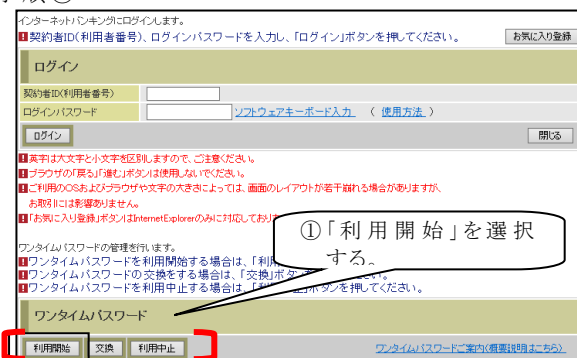 インターネットバンキングにログインします。
契約者ID(利用者番号)、ログインパスワードを入力し、「ログイン」ボタンを押してください。
お気に入り登録
ログイン
契約者ID(利用者番号)
ログインパスワード
ソフトウェアキーボード入力 ( 使用方法 )
ログイン
閉じる
英字は大文字と小文字を区別しますので、ご注意ください。
ブラウザの「戻る」「進む」ボタンは使用しないでください。
ご利用のOSおよびブラウザや文字の大きさによっては、画面のレイアウトが若干崩れる場合がありますが、
お取引には影響ありません。
「お気に入り登録」ボタンはInternetExplorerのみに対応しており
①「利用開始」を選択
する。
ワンタイムパスワードの管理を行います。
ワンタイムパスワードを利用開始する場合は、「利用
ワンタイムパスワードの交換をする場合は、「交換」ボタ
ワンタイムパスワードを利用中止する場合は、ボタンを押してください。
ワンタイムパスワード
利用開始
交換
利用中止
ワンタイムパスワードご案内(概要説明はこちら)